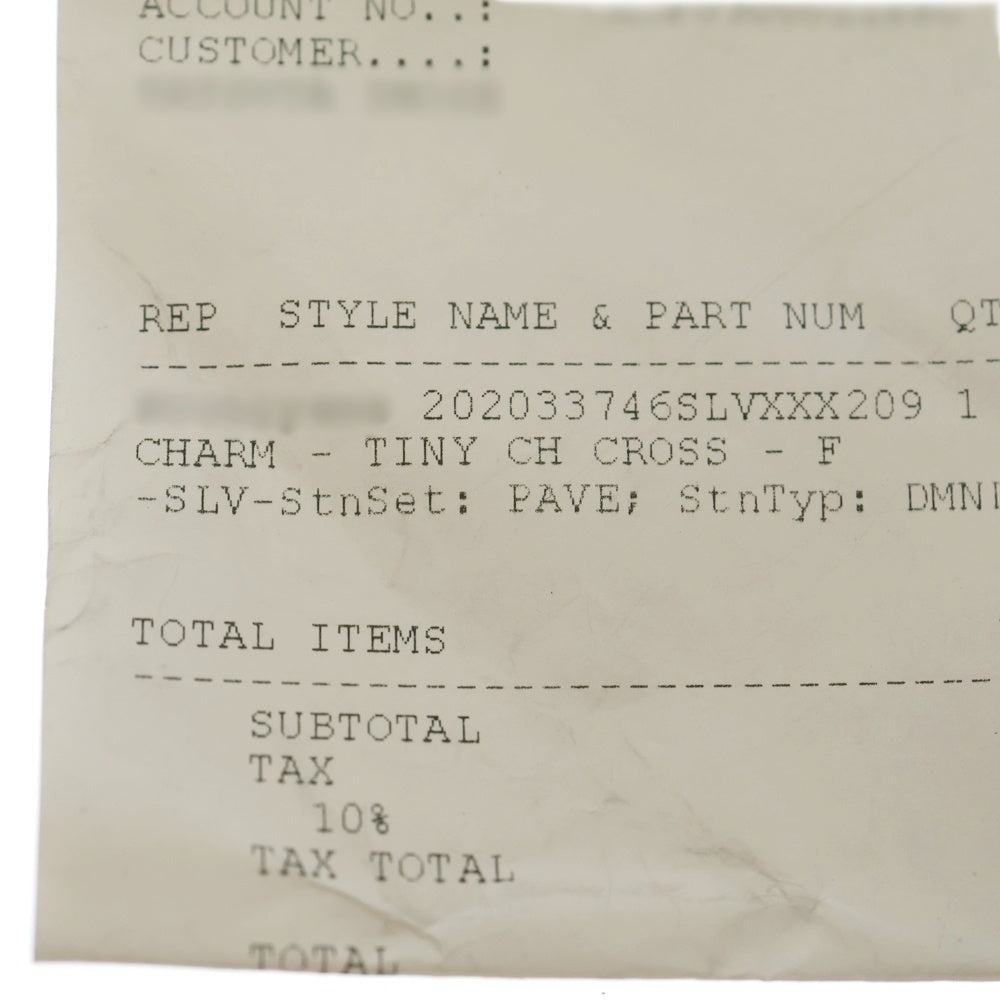 ACCOUNT NO..:
CUSTOMER....:
REP STYLE NAME & PART NUM QT
202033746SLVXXX209 1
CHARM - TINY CH CROSS - F
-SLV-StnSet: PAVE; StnTyp: DMN
TOTAL ITEMS
SUBTOTAL
TAX
10%
TAX TOTAL
TOTAL